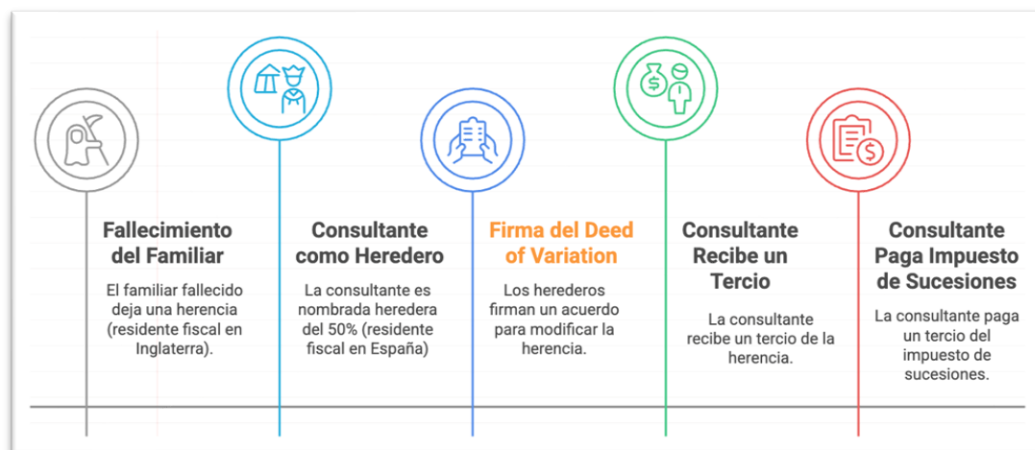 Fallecimiento
del Familiar
El familiar fallecido
deja una herencia
(residente fiscal en
Inglaterra).
Consultante
como Heredero
La consultante es
nombrada heredera
del 50% (residente
fiscal en España)
Firma del Deed
of Variation
Los herederos
firman un acuerdo
para modificar la
herencia.
Consultante
Recibe un
Tercio
La consultante
recibe un tercio de la
herencia.
Consultante
Paga Impuesto
de Sucesiones
La consultante paga
un tercio del
impuesto de
sucesiones.